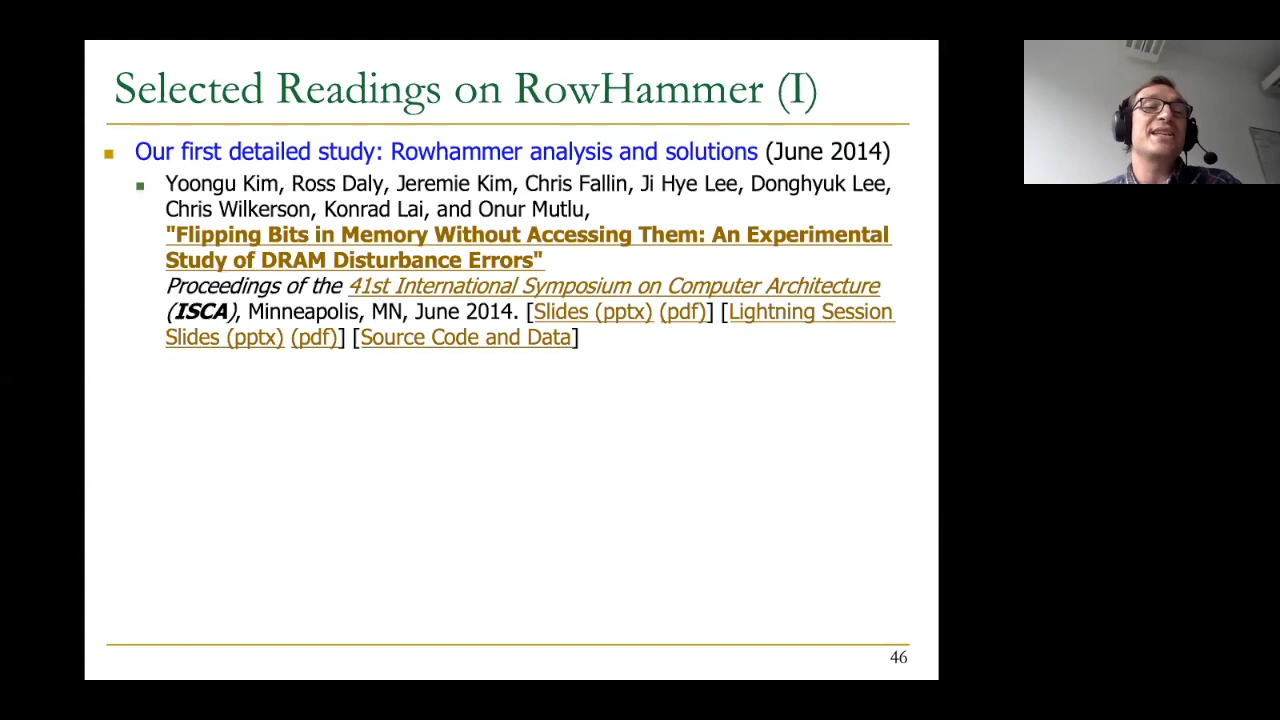 Selected Readings on RowHammer (I)
Our first detailed study: Rowhammer analysis and solutions (June 2014)
Yoongu Kim, Ross Daly, Jeremie Kim, Chris Fallin, Ji Hye Lee, Donghyuk Lee,
Chris Wilkerson, Konrad Lai, and Onur Mutlu,
"Flipping Bits in Memory Without Accessing Them: An Experimental
Study of DRAM Disturbance Errors"
Proceedings of the 41st International Symposium on Computer Architecture
(ISCA), Minneapolis, MN, June 2014. [Slides (pptx) (pdf)] [Lightning Session
Slides (pptx) (pdf)] [Source Code and Data]
46